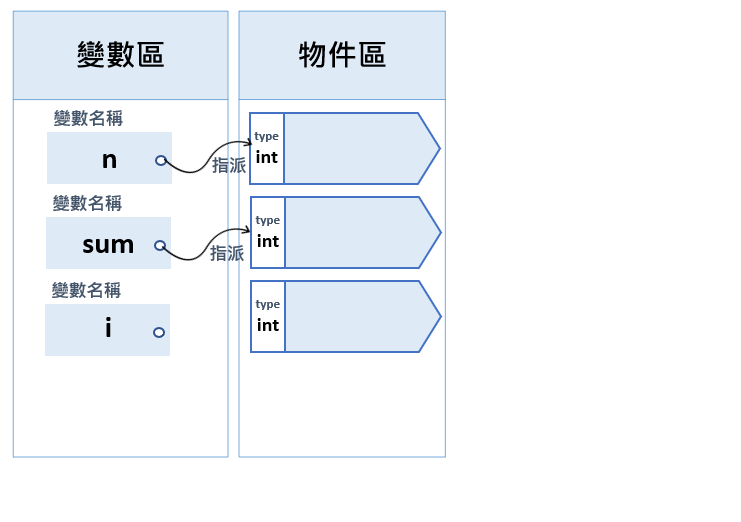 變數區
物件區
變數名稱
n
指派
type
int
變數名稱
sum
指派
type
int
變數名稱
i
type
int